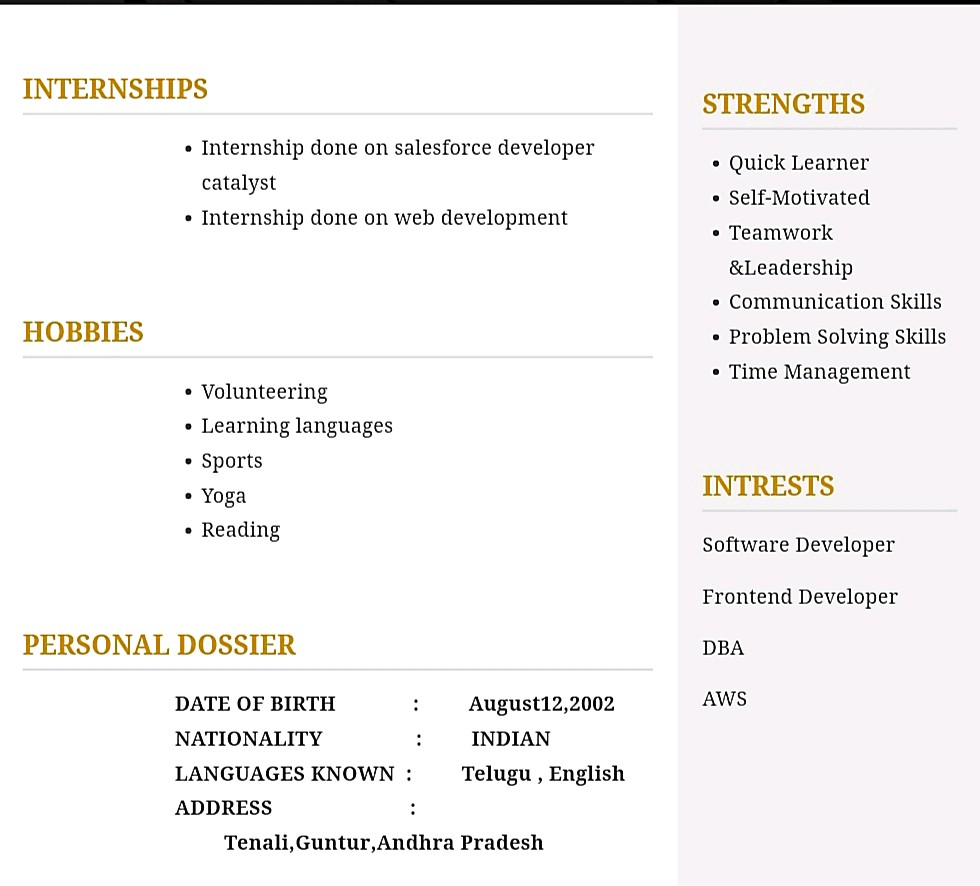 INTERNSHIPS
• Internship done on salesforce developer
catalyst
• Internship done on web development
HOBBIES
• Volunteering
• Learning languages
• Sports
• Yoga
• Reading
PERSONAL DOSSIER
DATE OF BIRTH : August12,2002
NATIONALITY : INDIAN
LANGUAGES KNOWN : Telugu , English
ADDRESS :
Tenali,Guntur,Andhra Pradesh
STRENGTHS
• Quick Learner
• Self-Motivated
• Teamwork
&Leadership
• Communication Skills
• Problem Solving Skills
• Time Management
INTRESTS
Software Developer
Frontend Developer
DBA
AWS